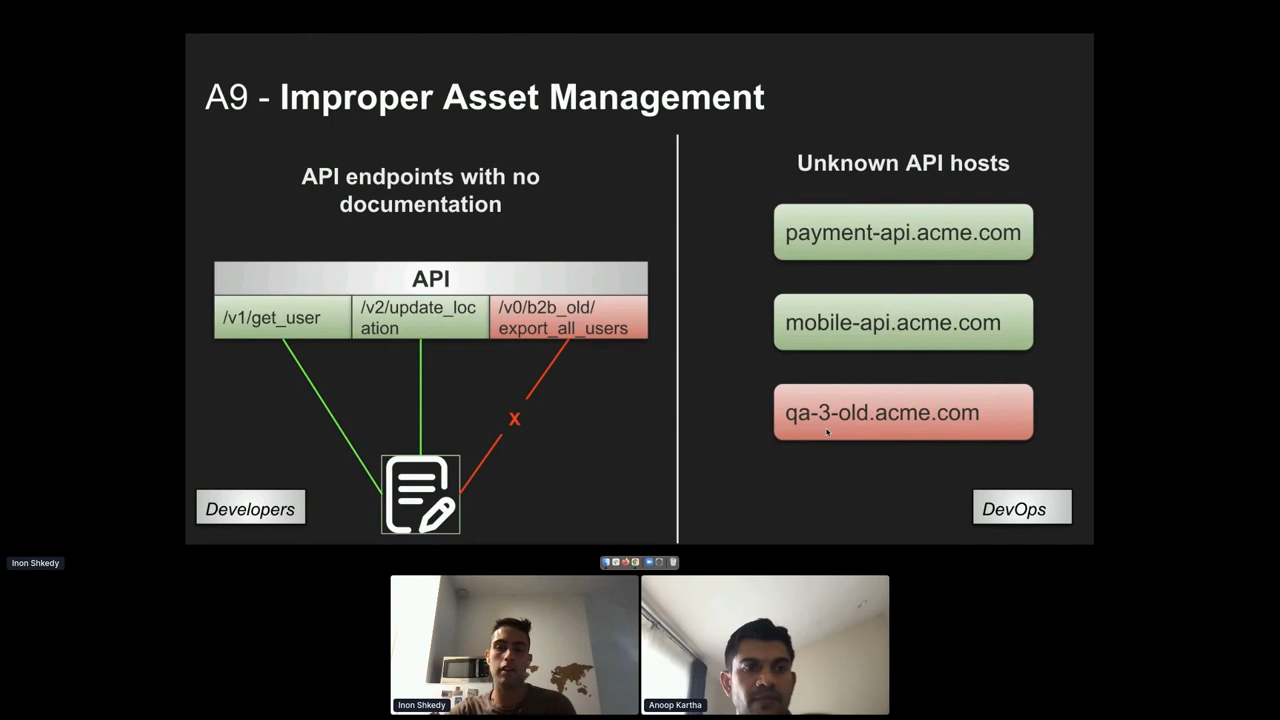 A9 - Improper Asset Management
API endpoints with no
documentation
API
/v1/get_user
/v2/update_loc
ation
/v0/b2b_old/
export_all_users
X
Developers
Unknown API hosts
payment-api.acme.com
mobile-api.acme.com
qa-3-old.acme.com
DevOps
Inon Shkedy
Inon Shkedy
Anoop Kartha